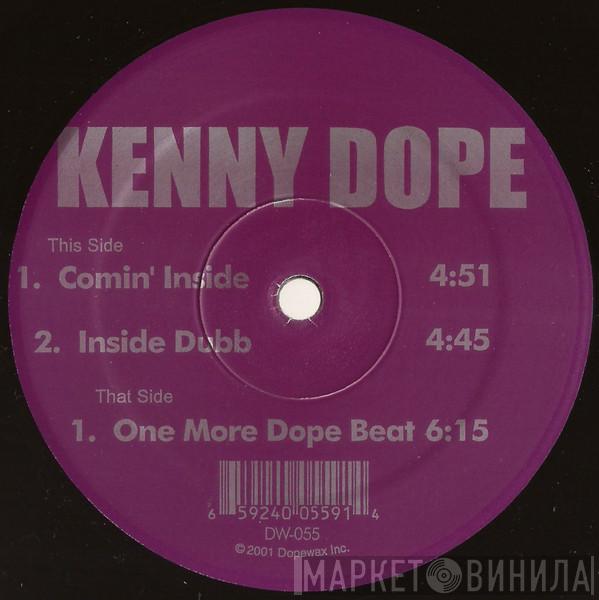 KENNY DOPE
This Side
1. Comin' Inside 4:51
2. Inside Dubb 4:45
That Side
1. One More Dope Beat 6:15
6 59240 05591 4
DW-055
© 2001 Dopewax Inc.
МАРКЕТ ВИНИЛА